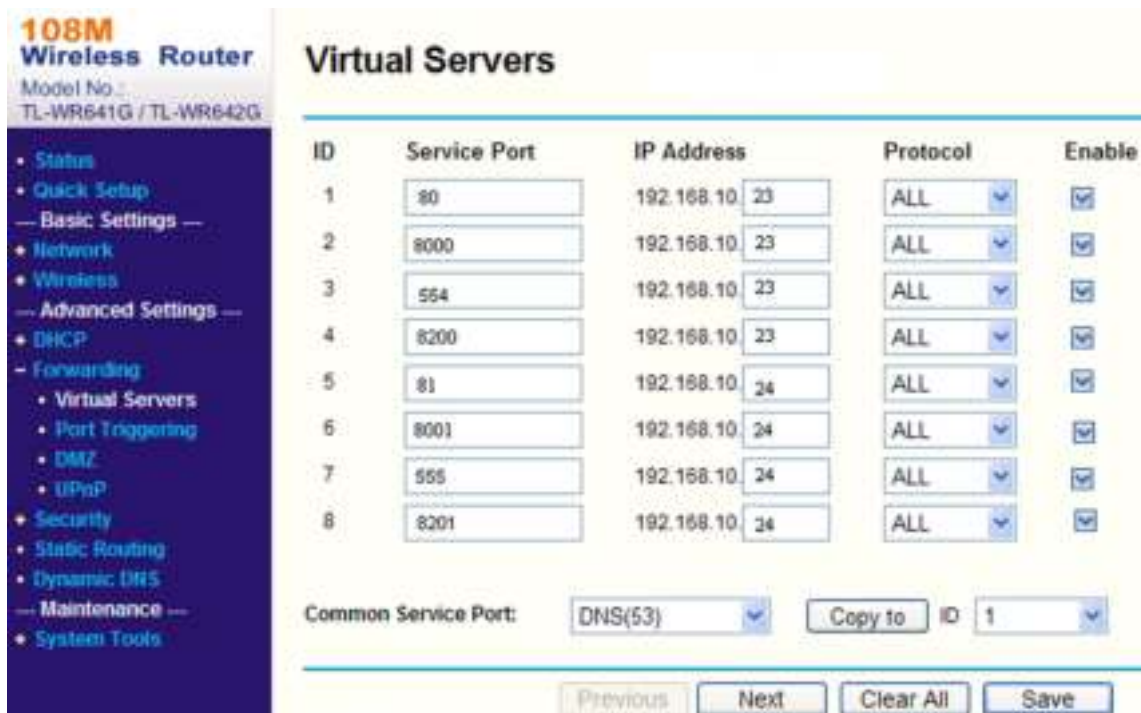 108M
Wireless Router
Model No.:
TL-WR641G / TL-WR642G
• Status
• Quick Setup
--- Basic Settings ---
+ Network
+ Wireless
--- Advanced Settings ---
+ DHCP
- Forwarding
• Virtual Servers
• Port Triggering
• DMZ
• UPnP
+ Security
• Static Routing
• Dynamic DNS
--- Maintenance ---
+ System Tools
Virtual Servers
ID Service Port IP Address Protocol Enable
1 80 192.168.10. 23 ALL
2 8000 192.168.10. 23 ALL
3 554 192.168.10. 23 ALL
4 8200 192.168.10. 23 ALL
5 81 192.168.10. 24 ALL
6 8001 192.168.10. 24 ALL
7 555 192.168.10. 24 ALL
8 8201 192.168.10. 24 ALL
Common Service Port: DNS(53) Copy to ID 1
Previous Next Clear All Save